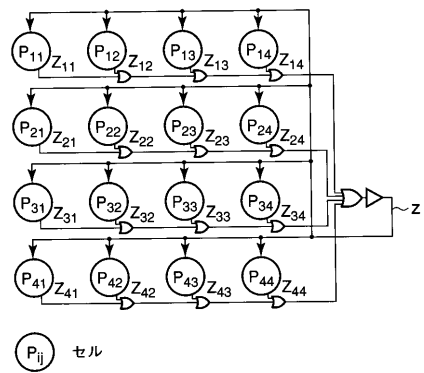 P11 P12 P13 P14
Z11 Z12 Z13 Z14
P21 P22 P23 P24
Z21 Z22 Z23 Z24
P31 P32 P33 P34
Z31 Z32 Z33 Z34
Z
P41 P42 P43 P44
Z41 Z42 Z43 Z44
Pij セル